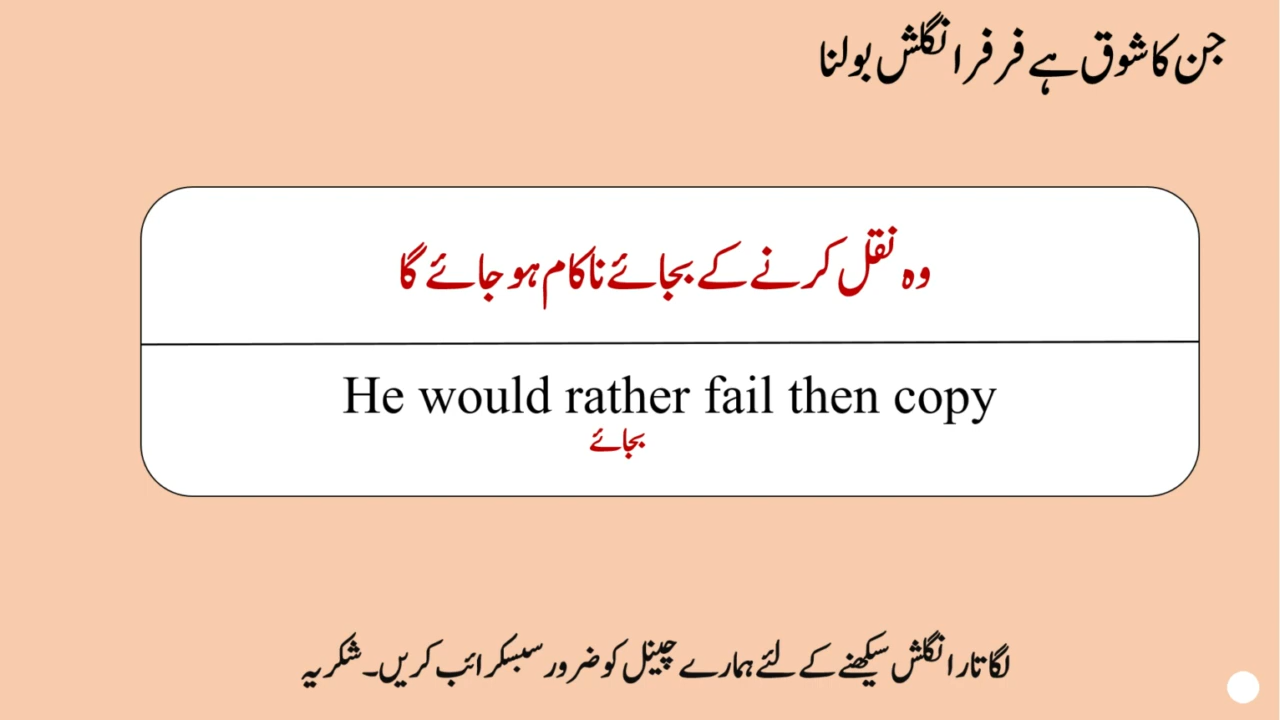 جن کا شوق ہے فر فر انگلش بولنا
وہ نقل کرنے کے بجائے ناکام ہو جائے گا
He would rather fail then copy
بجائے
لگاتار انگلش سیکھنے کے لئے ہمارے چینل کو ضرور سبسکرائب کریں۔ شکریہ